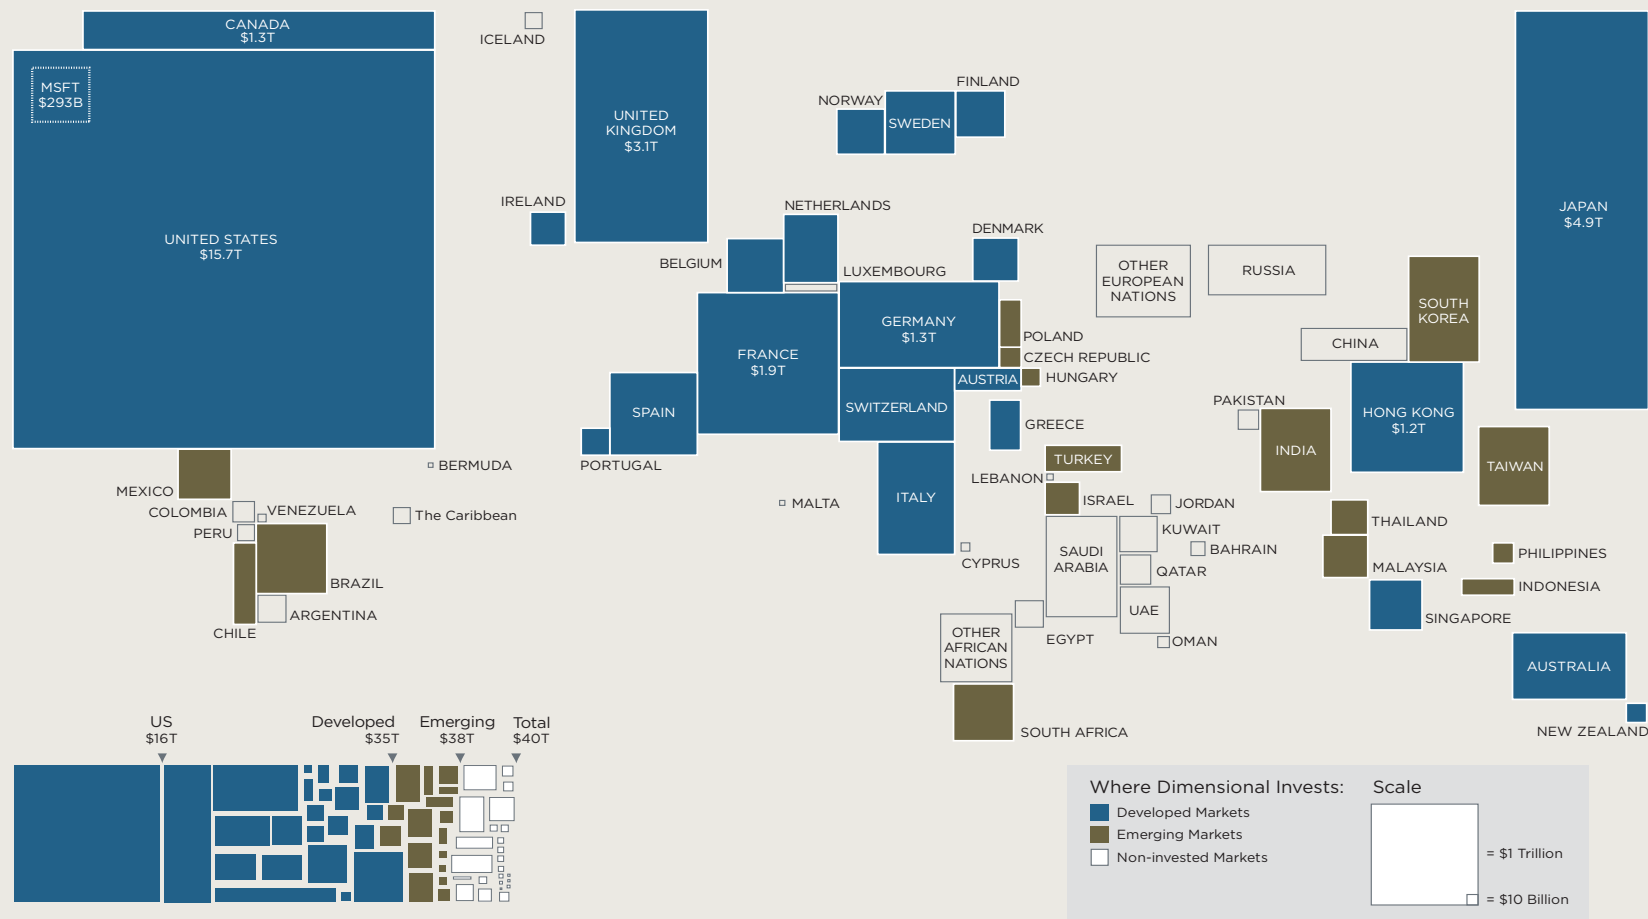 CANADA
$1.3T
ICELAND
MSFT
$293B
UNITED STATES
$15.7T
UNITED
KINGDOM
$3.1T
IRELAND
NORWAY
SWEDEN
FINLAND
NETHERLANDS
BELGIUM
LUXEMBOURG
DENMARK
GERMANY
$1.3T
FRANCE
$1.9T
POLAND
CZECH REPUBLIC
AUSTRIA
HUNGARY
SPAIN
SWITZERLAND
GREECE
PORTUGAL
ITALY
TURKEY
LEBANON
ISRAEL
MALTA
CYPRUS
JORDAN
KUWAIT
BAHRAIN
SAUDI
ARABIA
QATAR
UAE
OMAN
EGYPT
OTHER
AFRICAN
NATIONS
SOUTH AFRICA
OTHER
EUROPEAN
NATIONS
RUSSIA
CHINA
SOUTH
KOREA
JAPAN
$4.9T
PAKISTAN
INDIA
HONG KONG
$1.2T
TAIWAN
THAILAND
MALAYSIA
PHILIPPINES
INDONESIA
SINGAPORE
AUSTRALIA
NEW ZEALAND
MEXICO
BERMUDA
COLOMBIA
VENEZUELA
The Caribbean
PERU
BRAZIL
ARGENTINA
CHILE
US
$16T
Developed
$35T
Emerging
$38T
Total
$40T
Where Dimensional Invests:
Developed Markets
Emerging Markets
Non-invested Markets
Scale
= $1 Trillion
= $10 Billion